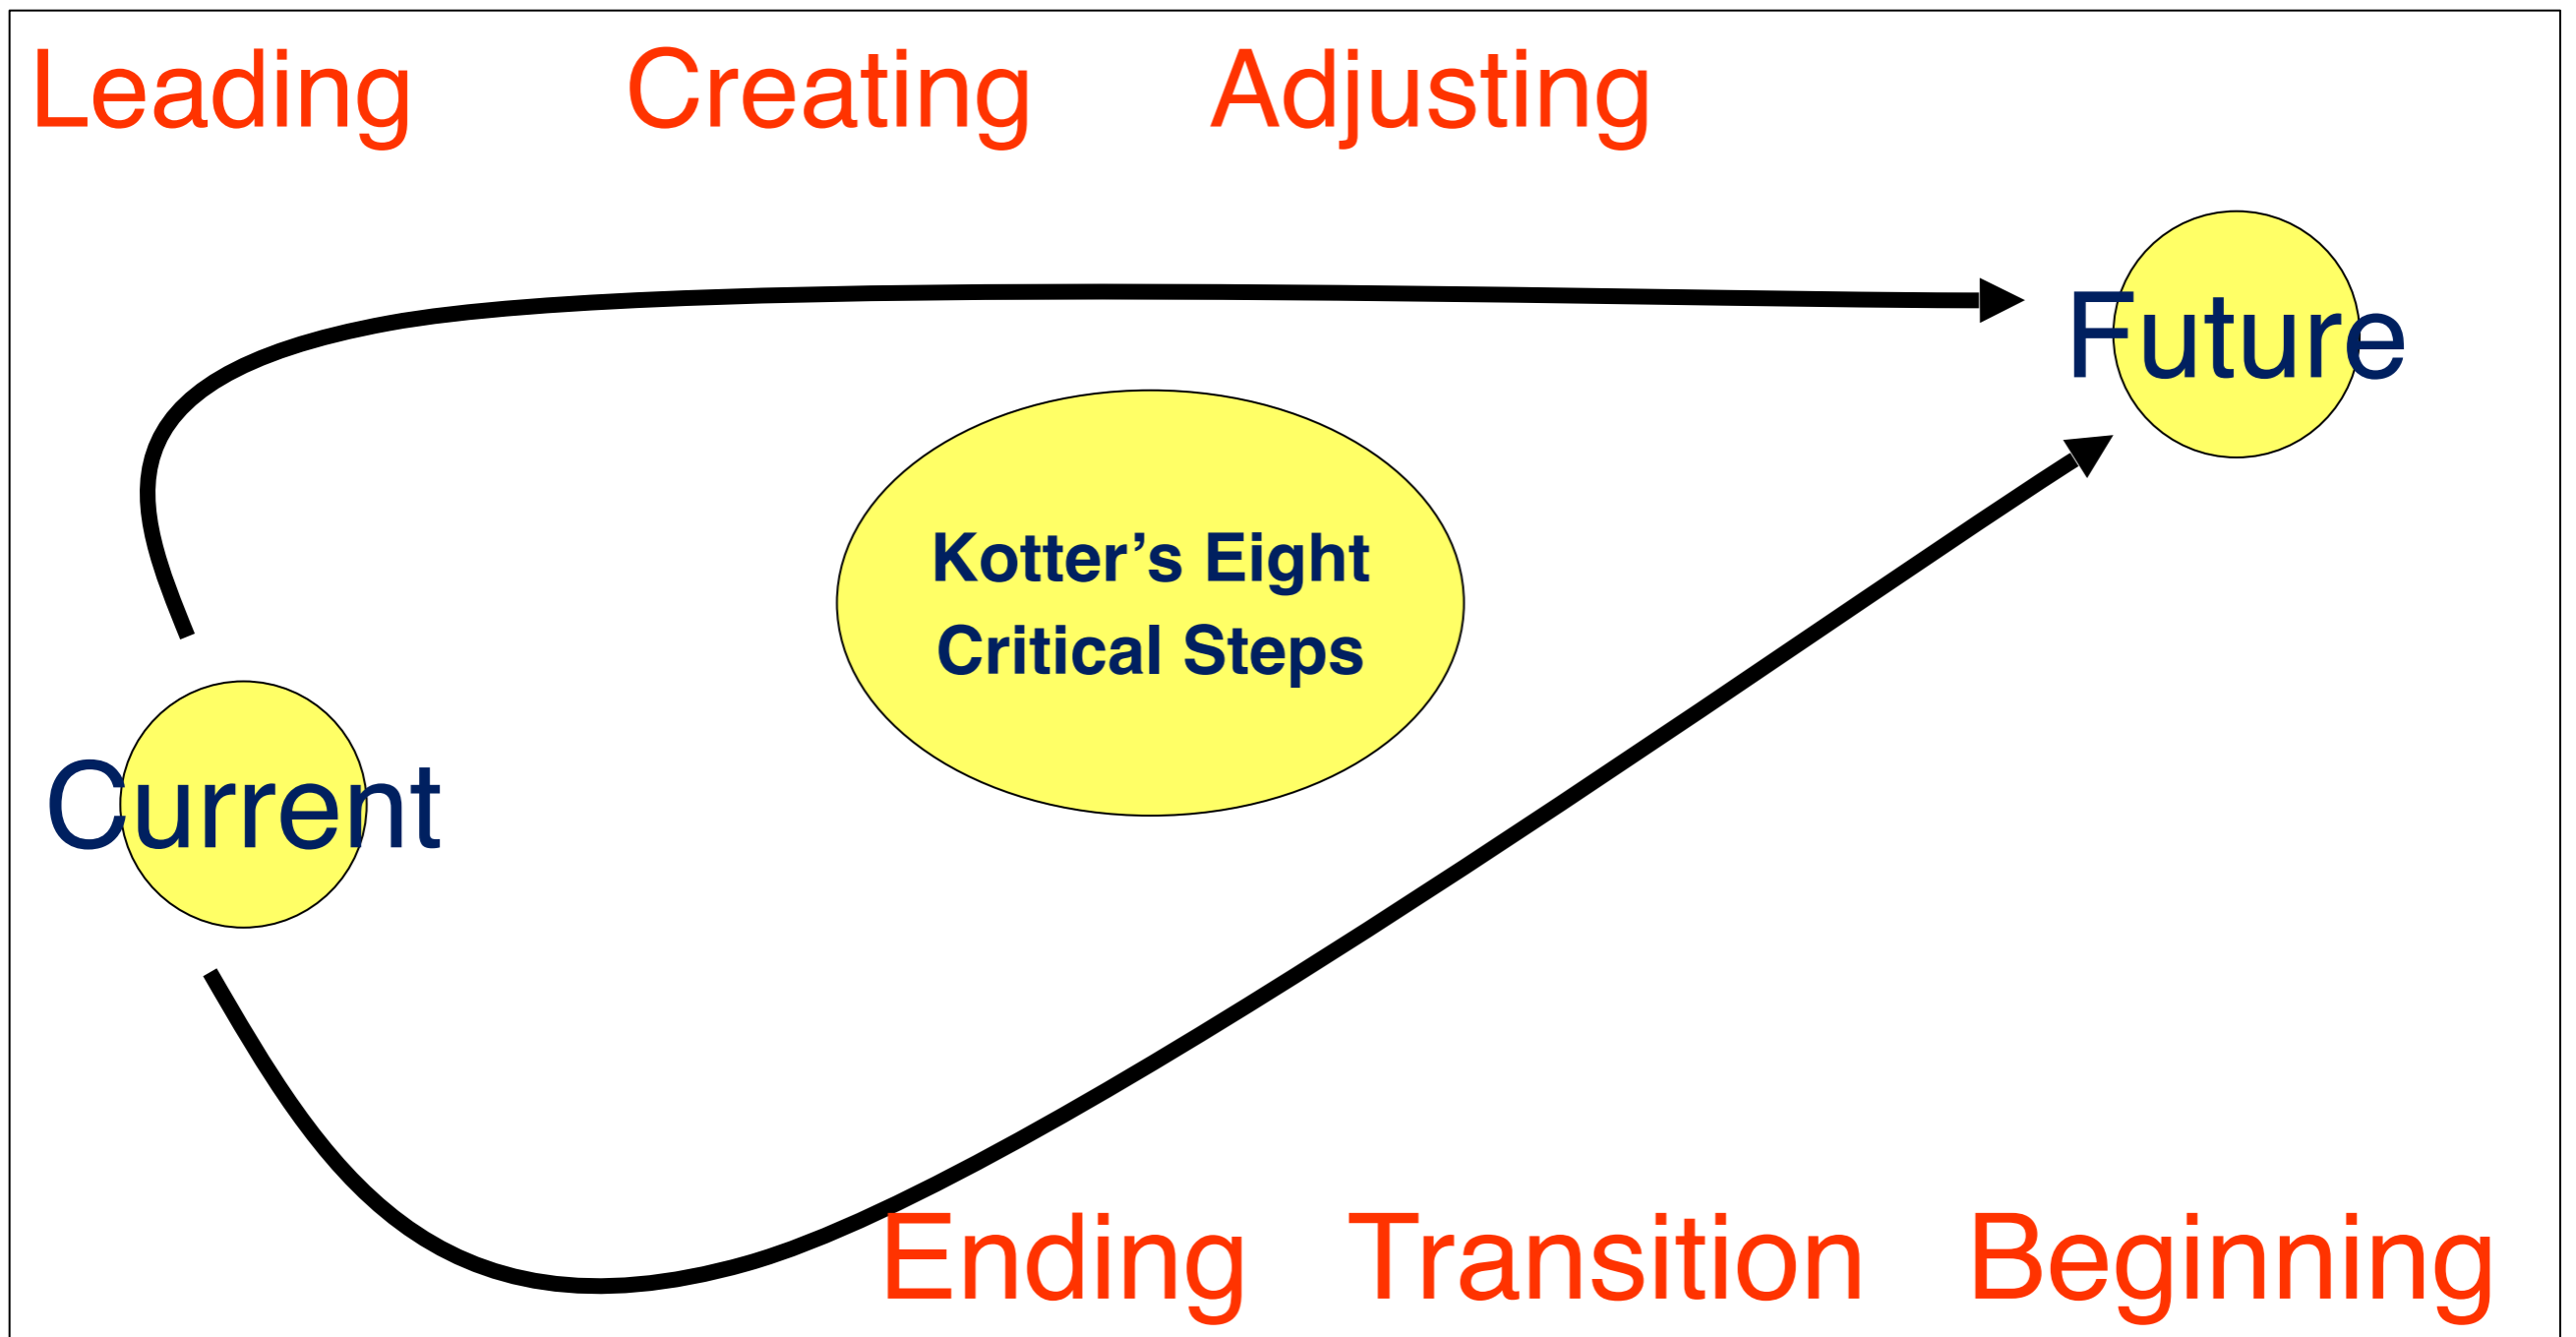 Leading Creating Adjusting
Future
Kotter’s Eight
Critical Steps
Current
Ending Transition Beginning